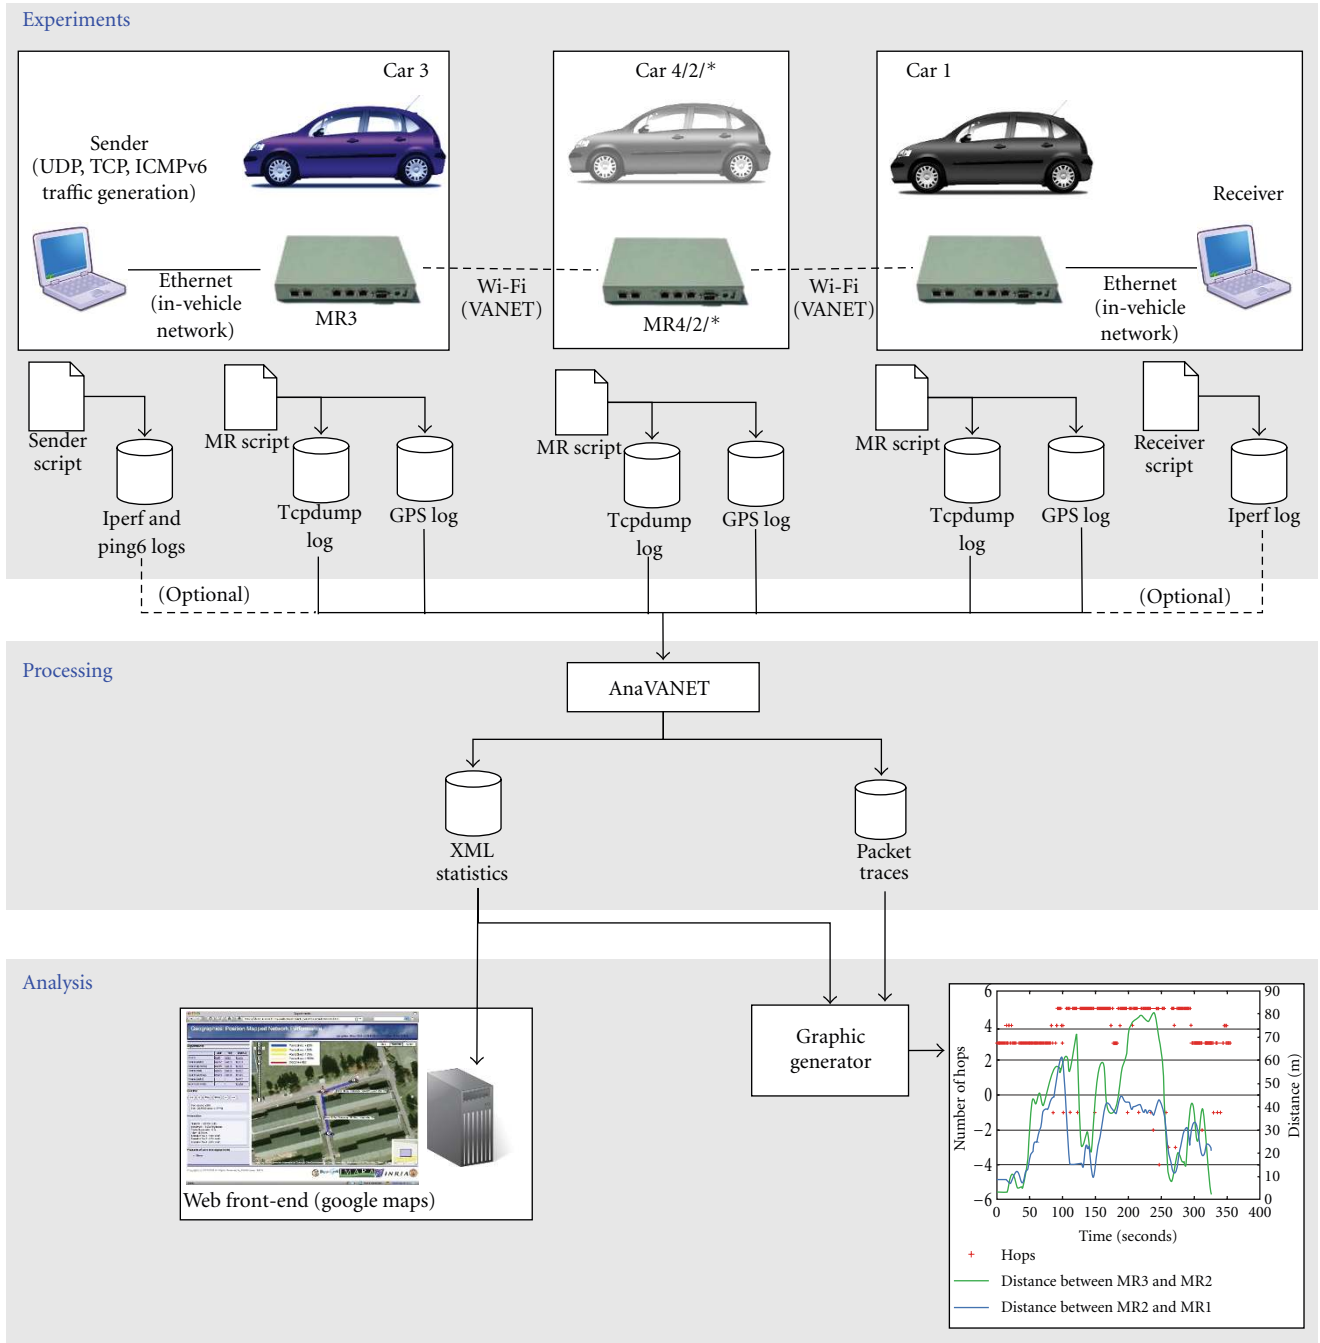 Experiments
Car 3
Car 4/2/*
Car 1
Sender
(UDP, TCP, ICMPv6
traffic generation)
Receiver
Ethernet
(in-vehicle
network)
MR3
Wi-Fi
(VANET)
MR4/2/*
Wi-Fi
(VANET)
Ethernet
(in-vehicle
network)
Sender
script
MR script
MR script
MR script
Receiver
script
Iperf and
ping6 logs
Tcpdump
log
GPS log
Tcpdump
log
GPS log
Tcpdump
log
GPS log
Iperf log
(Optional)
(Optional)
Processing
AnaVANET
XML
statistics
Packet
traces
Analysis
Geographical Position Mapped Network Performance
INRIA
Web front-end (google maps)
Graphic
generator
Number of hops
6
4
2
0
−2
−4
−6
90
80
70
60
50
40
30
20
10
0
Distance (m)
0 50 100 150 200 250 300 350 400
Time (seconds)
Hops
Distance between MR3 and MR2
Distance between MR2 and MR1